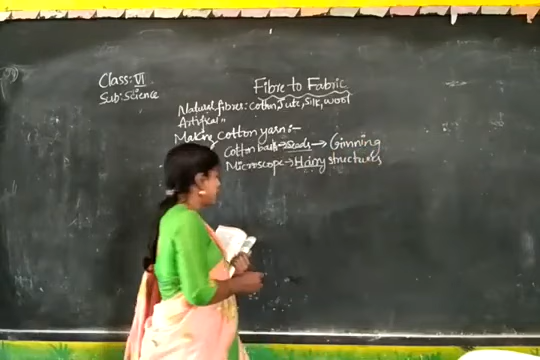 Class: VI
Sub: Science
Fibre to Fabric
Natural fibres: cotton, Jute, Silk, wool
Artificial "
Making cotton yarn:-
Cotton balls → Seeds → Ginning
Microscope → Hairy structures